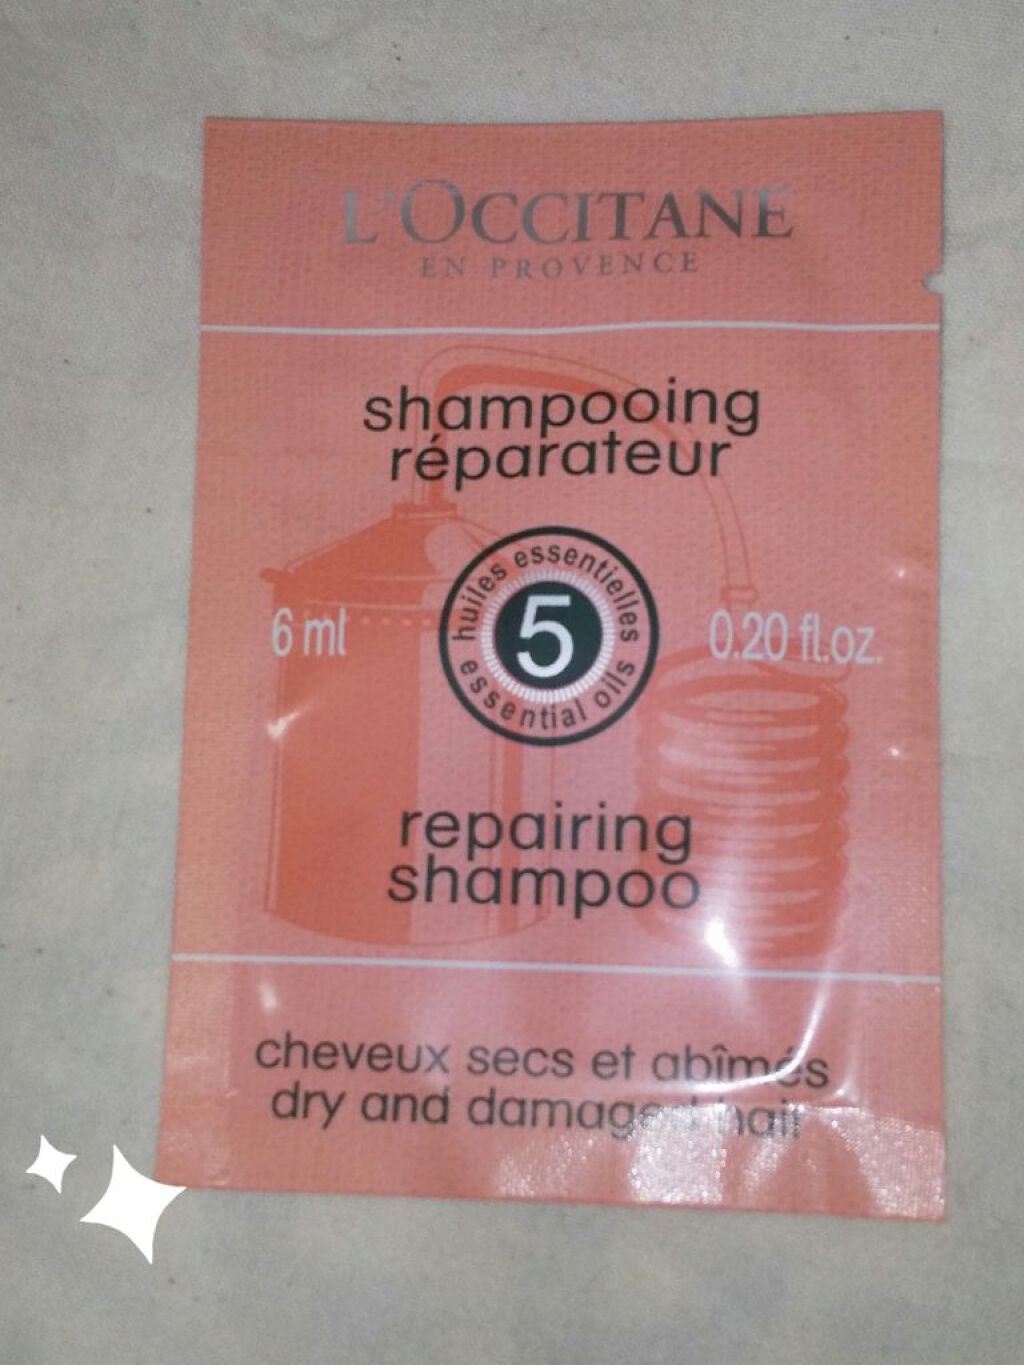 L'OCCITANE
EN PROVENCE
shampooing
réparateur
huiles essentielles
6 ml
5
0.20 fl.oz.
essential oils
repairing
shampoo
cheveux secs et abîmés
dry and damaged hair